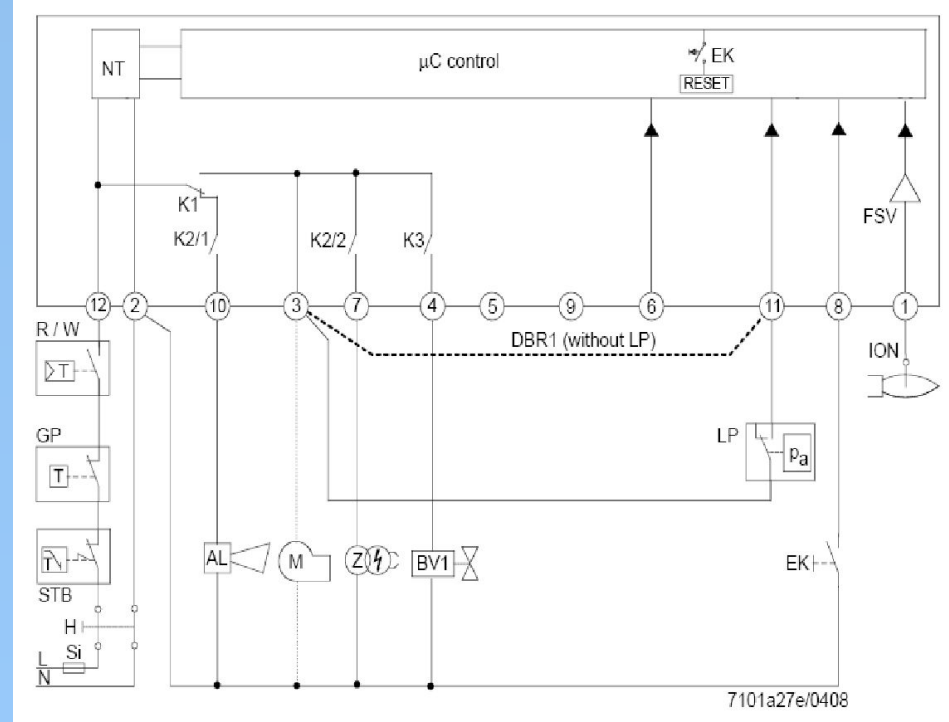 NT
µC control
EK
RESET
FSV
K1
K2/1
K2/2
K3
12
2
10
3
7
4
5
9
6
11
8
1
R / W
DBR1 (without LP)
ION
T
GP
LP
pa
T
AL
M
Z
BV1
EK
T
STB
H
L
Si
N
7101a27e/0408